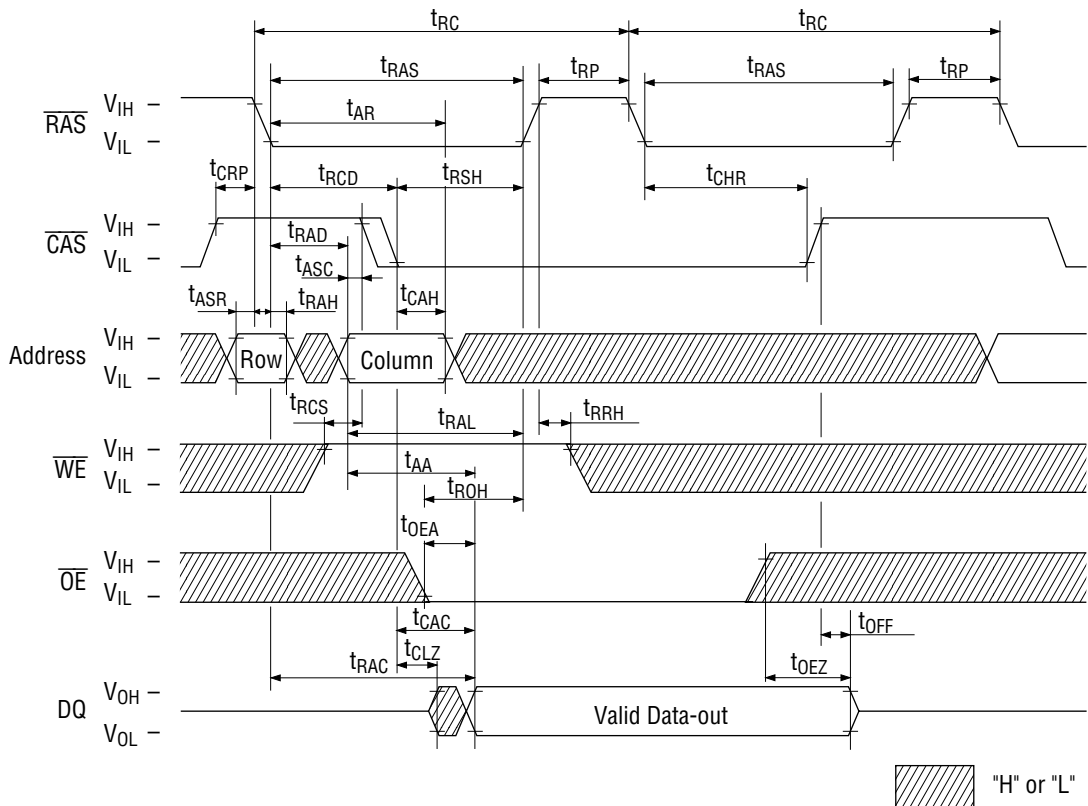 tRC tRC
tRAS tRP tRAS tRP
tAR
RAS VIH
VIL
tCRP tRCD tRSH tCHR
CAS VIH
VIL
tRAD
tASC
tASR tRAH tCAH
Address VIH
VIL
Row Column
tRCS tRAL tRRH
WE VIH
VIL
tAA
tROH
tOEA
OE VIH
VIL
tCAC tOFF
tRAC tCLZ tOEZ
DQ VOH
VOL
Valid Data-out
"H" or "L"